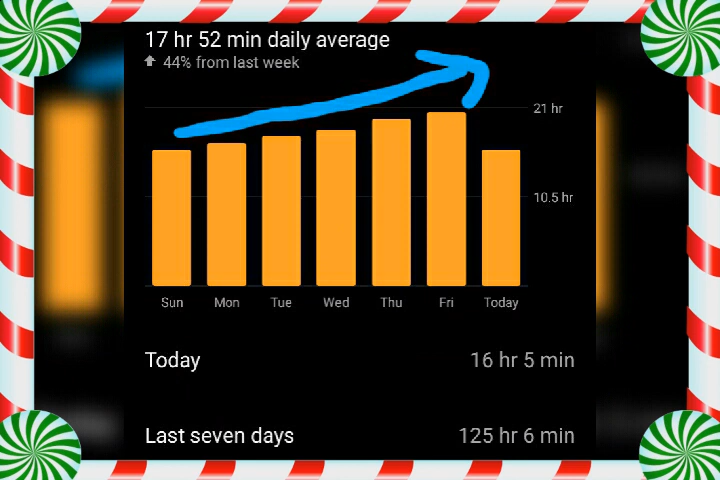 17 hr 52 min daily average
44% from last week
21 hr
10.5 hr
Sun Mon Tue Wed Thu Fri Today
Today 16 hr 5 min
Last seven days 125 hr 6 min